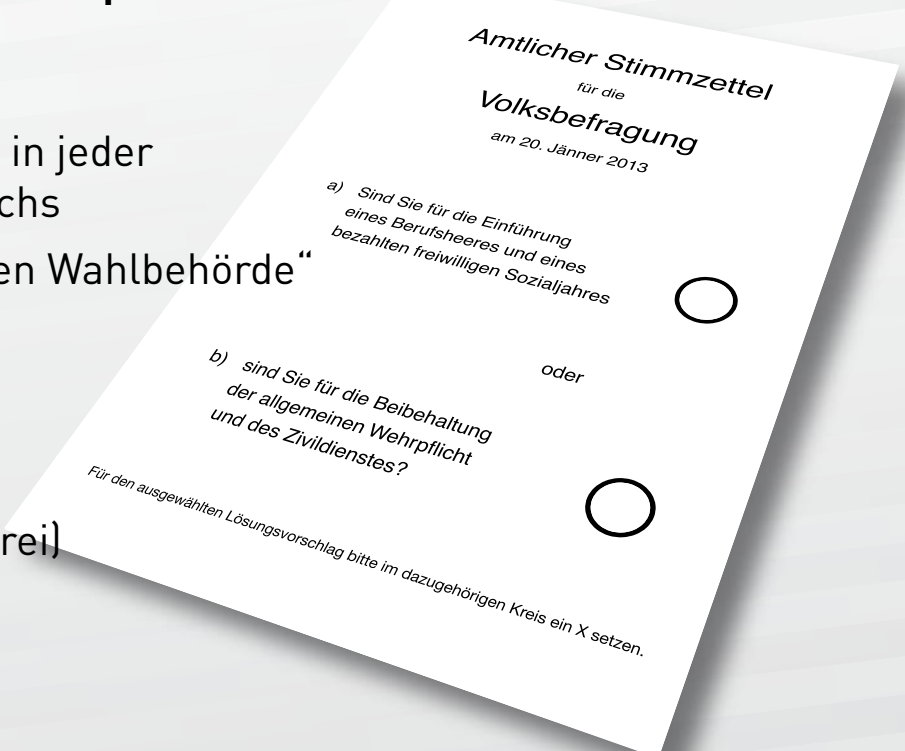 in jeder
chs
en Wahlbehörde“
rei)
Amtlicher Stimmzettel
für die
Volksbefragung
am 20. Jänner 2013
a) Sind Sie für die Einführung
eines Berufsheeres und eines
bezahlten freiwilligen Sozialjahres
oder
b) sind Sie für die Beibehaltung
der allgemeinen Wehrpflicht
und des Zivildienstes?
Für den ausgewählten Lösungsvorschlag bitte im dazugehörigen Kreis ein X setzen.